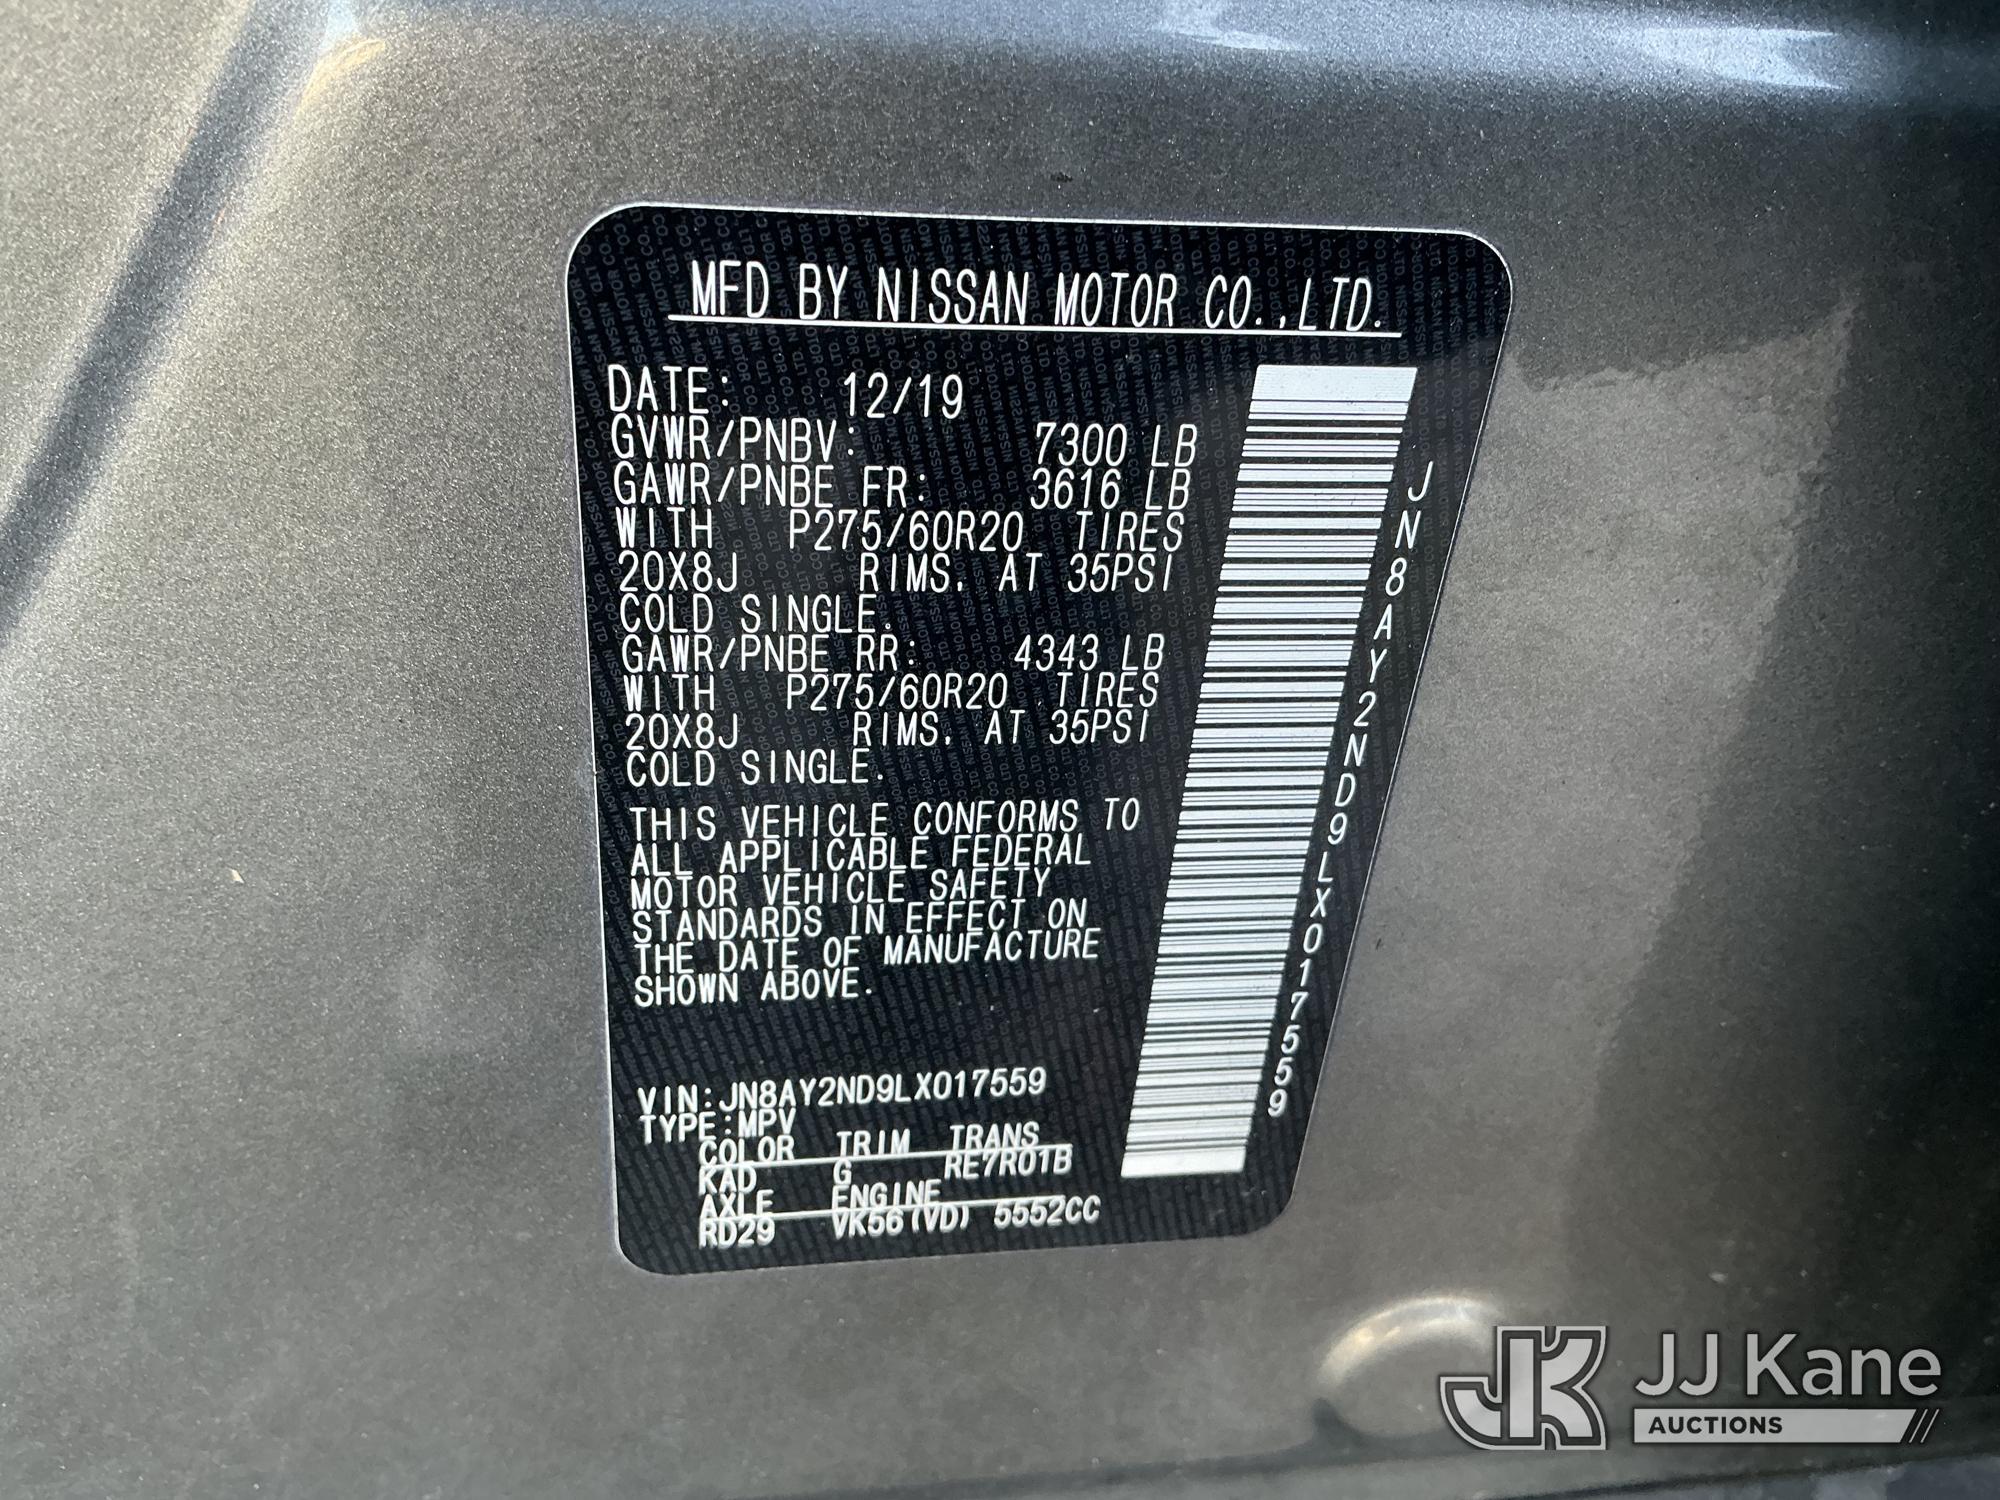 MFD BY NISSAN MOTOR CO.,LTD.
DATE: 12/19
GVWR/PNBV: 7300 LB
GAWR/PNBE FR: 3616 LB
WITH P275/60R20 TIRES
20X8J RIMS. AT 35PSI
COLD SINGLE.
GAWR/PNBE RR: 4343 LB
WITH P275/60R20 TIRES
20X8J RIMS. AT 35PSI
COLD SINGLE.
THIS VEHICLE CONFORMS TO
ALL APPLICABLE FEDERAL
MOTOR VEHICLE SAFETY
STANDARDS IN EFFECT ON
THE DATE OF MANUFACTURE
SHOWN ABOVE.
VIN:JN8AY2ND9LX017559
TYPE:MPV
COLOR TRIM TRANS
KAD G RE7R01B
AXLE ENGINE
RD29 VK56(VD) 5552CC
JN8AY2ND9LX017559
JK JJ Kane
AUCTIONS